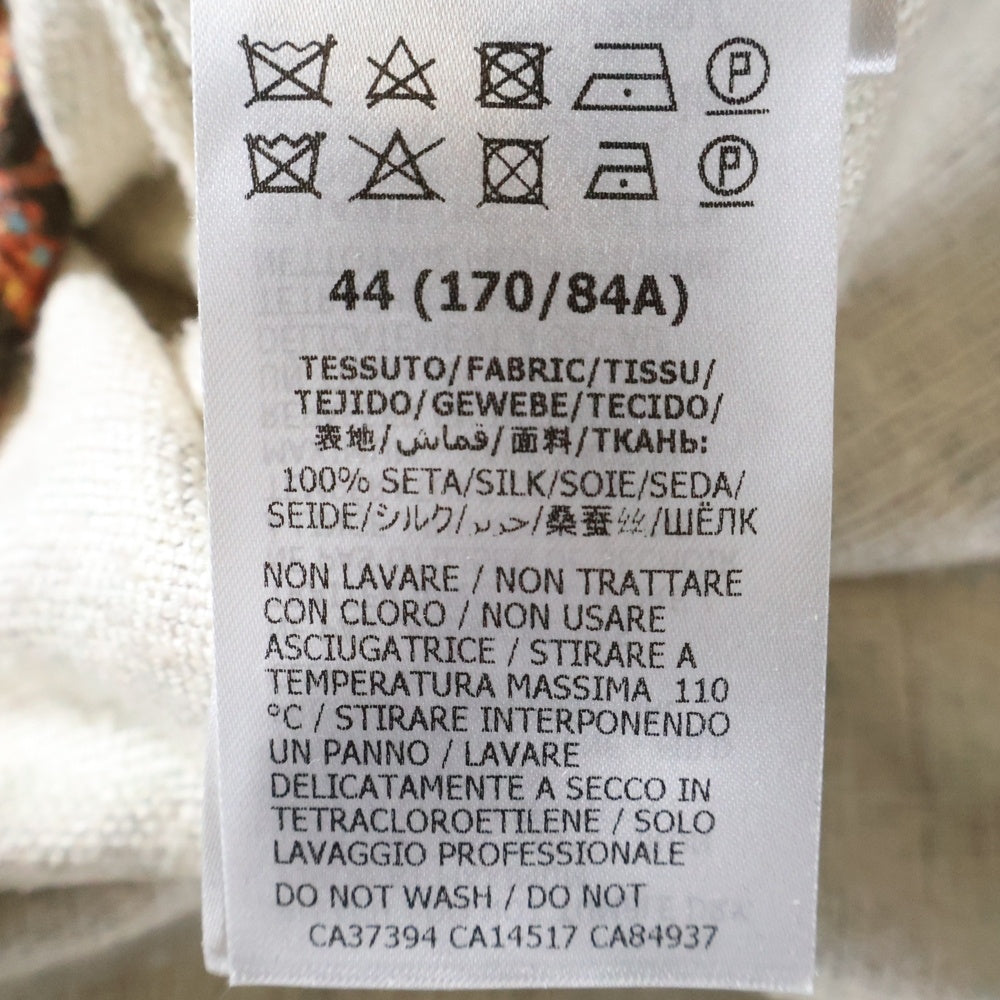 P
P
44 (170/84A)
TESSUTO/FABRIC/TISSU/
TEJIDO/GEWEBE/TECIDO/
表地/قماش/面料/ТКАНЬ:
100% SETA/SILK/SOIE/SEDA/
SEIDE/シルク/حرير/桑蚕丝/ШЁЛК
NON LAVARE / NON TRATTARE
CON CLORO / NON USARE
ASCIUGATRICE / STIRARE A
TEMPERATURA MASSIMA 110
°C / STIRARE INTERPONENDO
UN PANNO / LAVARE
DELICATAMENTE A SECCO IN
TETRACLOROETILENE / SOLO
LAVAGGIO PROFESSIONALE
DO NOT WASH / DO NOT
CA37394 CA14517 CA84937